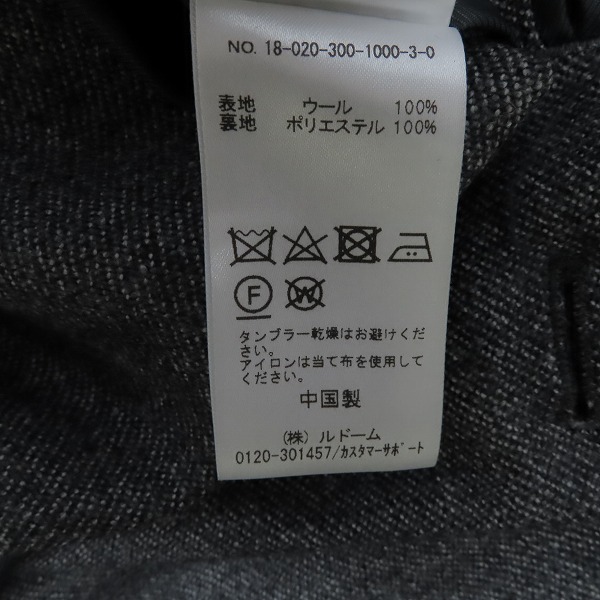 NO. 18-020-300-1000-3-0
表地 ウール 100%
裏地 ポリエステル 100%
F W
タンブラー乾燥はお避けくだ
さい。
アイロンは当て布を使用して
ください。
中国製
(株) ルドーム
0120-301457/カスタマーサポート